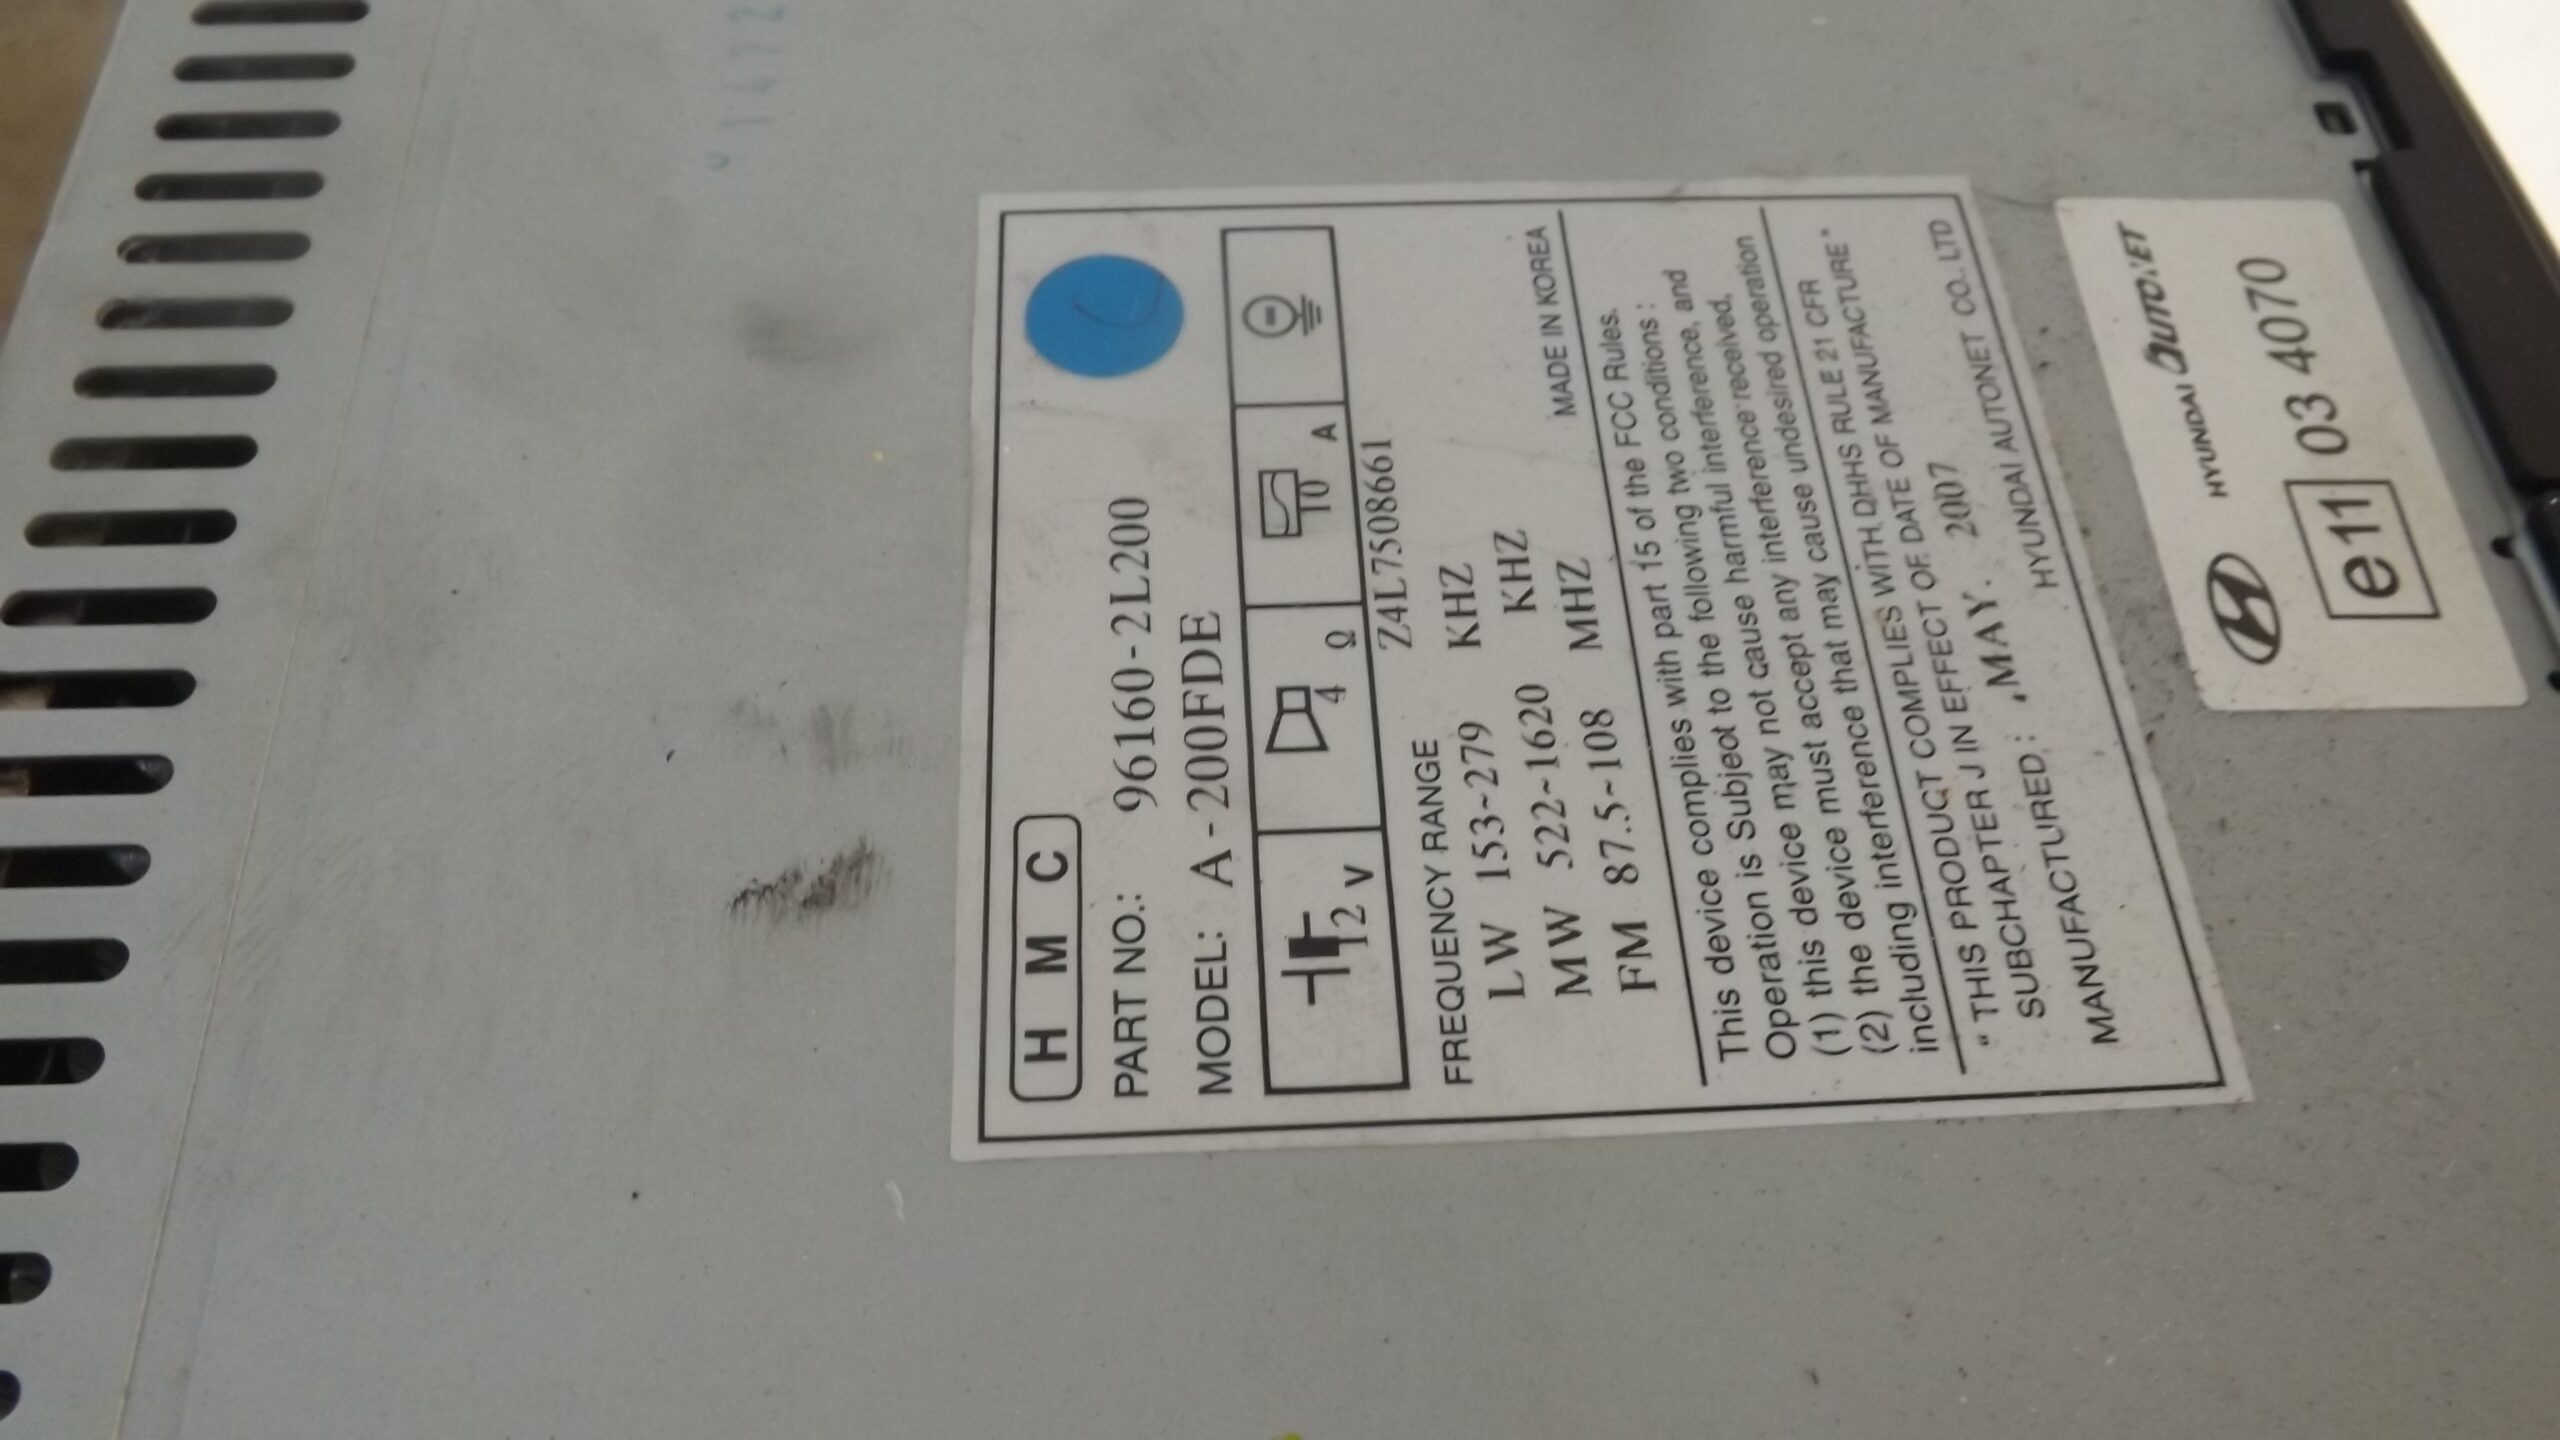 H M C
PART NO.: 96160-2L200
MODEL: A-200FDE
12 V 4 Ω 10 A
Z4L7508661
FREQUENCY RANGE
LW 153~279 KHZ
MW 522~1620 KHZ
FM 87.5~108 MHZ
MADE IN KOREA
This device complies with part 15 of the FCC Rules.
Operation is Subject to the following two conditions:
(1) this device may not cause harmful interference, and
(2) the device must accept any interference received,
including interference that may cause undesired operation
"THIS PRODUCT COMPLIES WITH DHHS RULE 21 CFR
SUBCHAPTER J IN EFFECT OF DATE OF MANUFACTURE"
MANUFACTURED: MAY. 2007
HYUNDAI AUTONET CO. LTD
HYUNDAI AUTONET
e11 03 4070